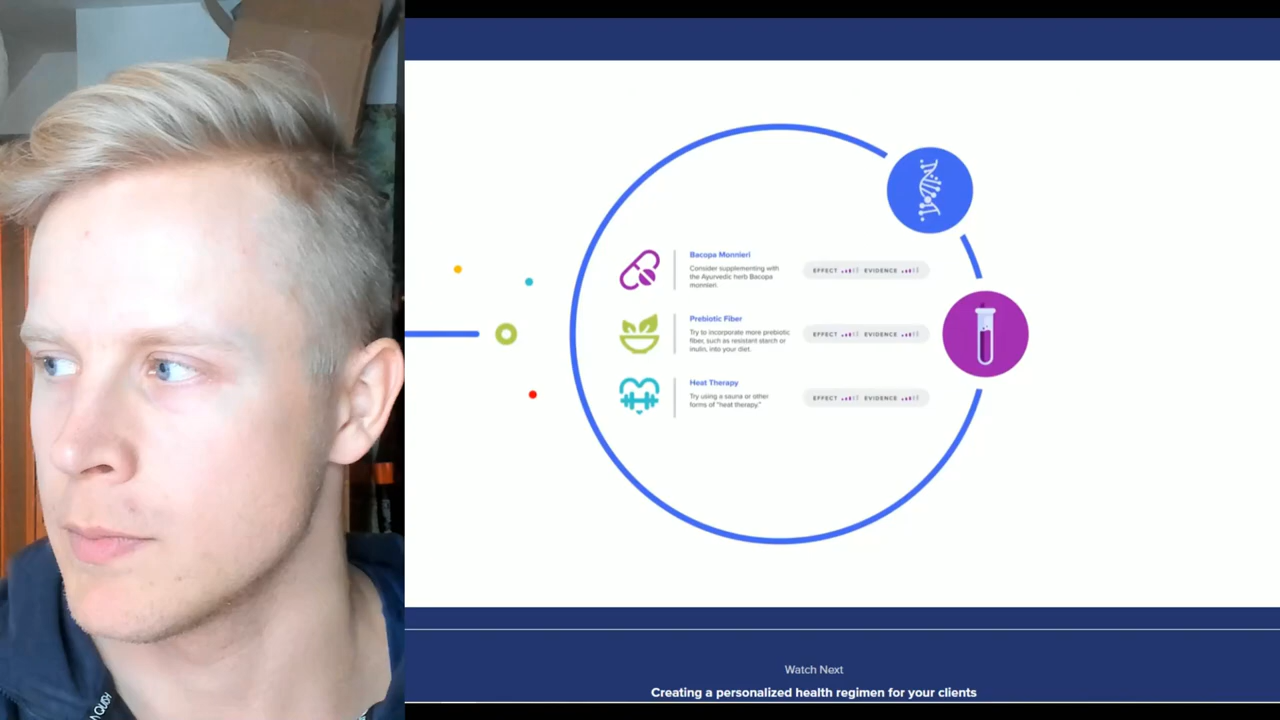 Bacopa Monnieri
Consider supplementing with
the Ayurvedic herb Bacopa
monnieri.
EFFECT EVIDENCE
Prebiotic Fiber
Try to incorporate more prebiotic
fiber, such as resistant starch or
inulin, into your diet.
EFFECT EVIDENCE
Heat Therapy
Try using a sauna or other
forms of "heat therapy."
EFFECT EVIDENCE
Watch Next
Creating a personalized health regimen for your clients